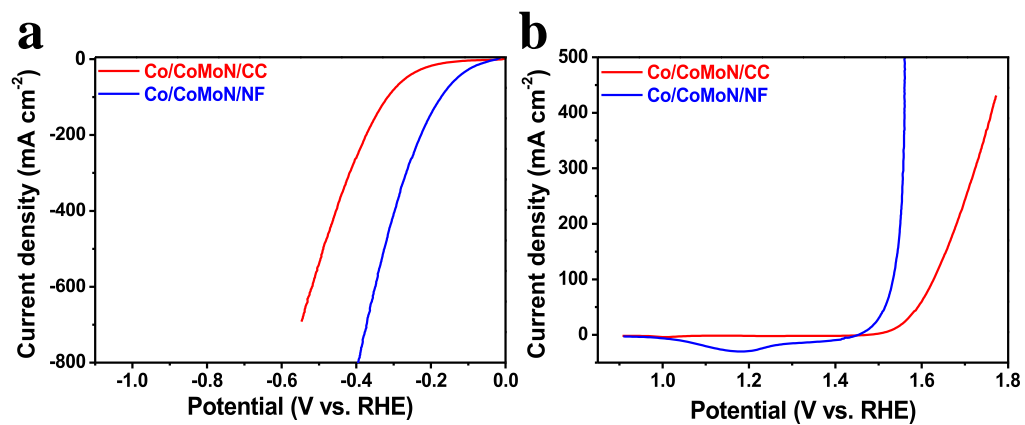 a
Co/CoMoN/CC
Co/CoMoN/NF
Current density (mA cm-2)
0
-200
-400
-600
-800
-1.0 -0.8 -0.6 -0.4 -0.2 0.0
Potential (V vs. RHE)
b
Co/CoMoN/CC
Co/CoMoN/NF
Current density (mA cm-2)
500
400
300
200
100
0
1.0 1.2 1.4 1.6 1.8
Potential (V vs. RHE)